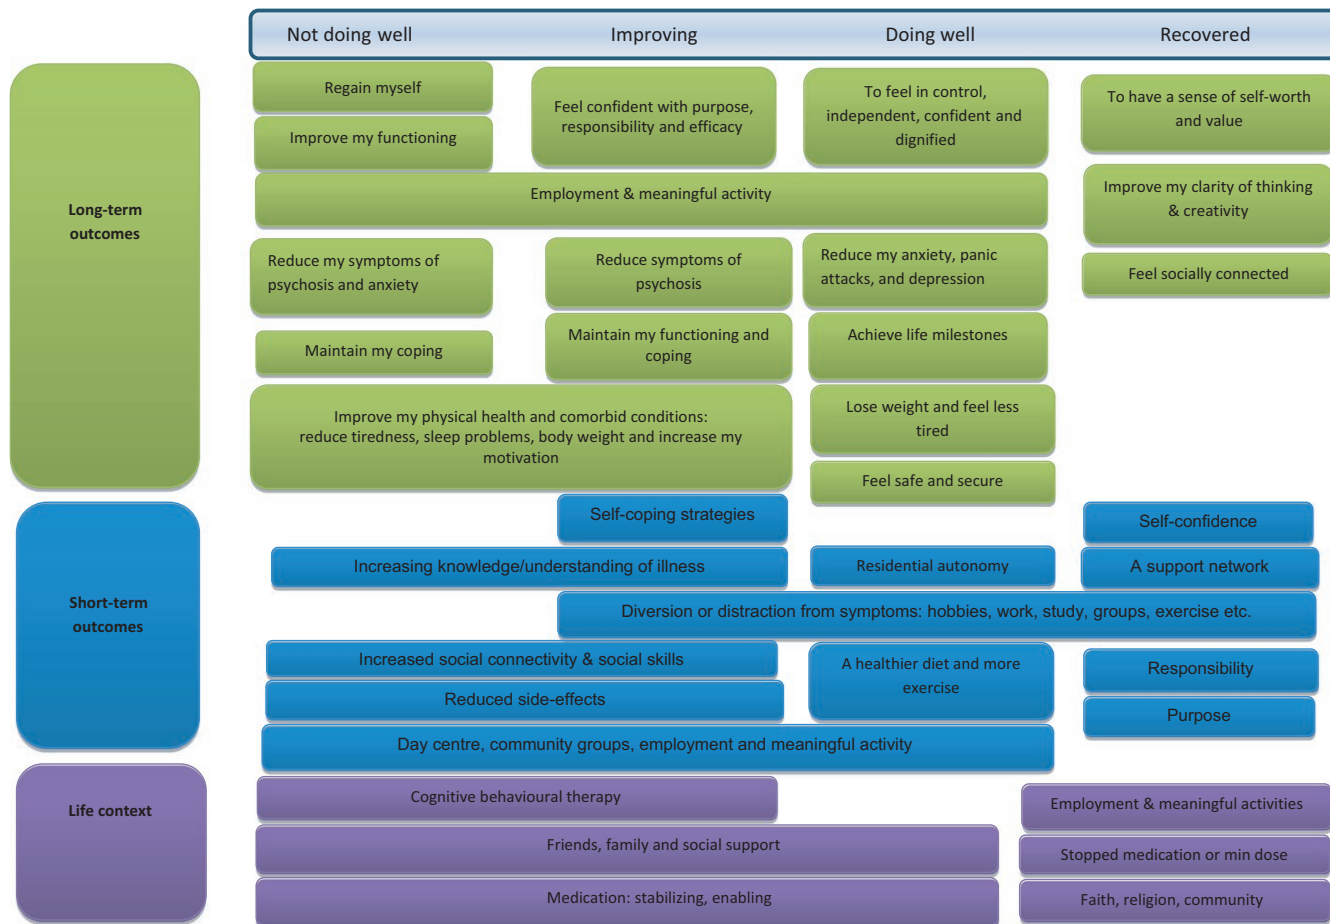 Not doing well
Improving
Doing well
Recovered
Long-term
outcomes
Regain myself
Improve my functioning
Feel confident with purpose,
responsibility and efficacy
To feel in control,
independent, confident and
dignified
To have a sense of self-worth
and value
Employment & meaningful activity
Improve my clarity of thinking
& creativity
Reduce my symptoms of
psychosis and anxiety
Reduce symptoms of
psychosis
Reduce my anxiety, panic
attacks, and depression
Feel socially connected
Maintain my coping
Maintain my functioning and
coping
Achieve life milestones
Improve my physical health and comorbid conditions:
reduce tiredness, sleep problems, body weight and increase my
motivation
Lose weight and feel less
tired
Feel safe and secure
Short-term
outcomes
Self-coping strategies
Self-confidence
Increasing knowledge/understanding of illness
Residential autonomy
A support network
Diversion or distraction from symptoms: hobbies, work, study, groups, exercise etc.
Increased social connectivity & social skills
A healthier diet and more
exercise
Responsibility
Reduced side-effects
Purpose
Day centre, community groups, employment and meaningful activity
Life context
Cognitive behavioural therapy
Employment & meaningful activities
Friends, family and social support
Stopped medication or min dose
Medication: stabilizing, enabling
Faith, religion, community